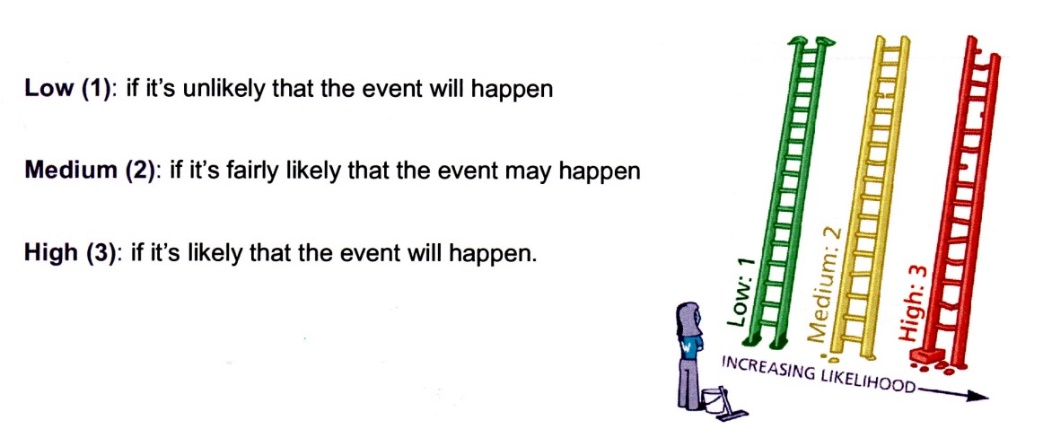 Low (1): if it's unlikely that the event will happen
Medium (2): if it's fairly likely that the event may happen
High (3): if it's likely that the event will happen.
Low: 1
Medium: 2
High: 3
INCREASING LIKELIHOOD